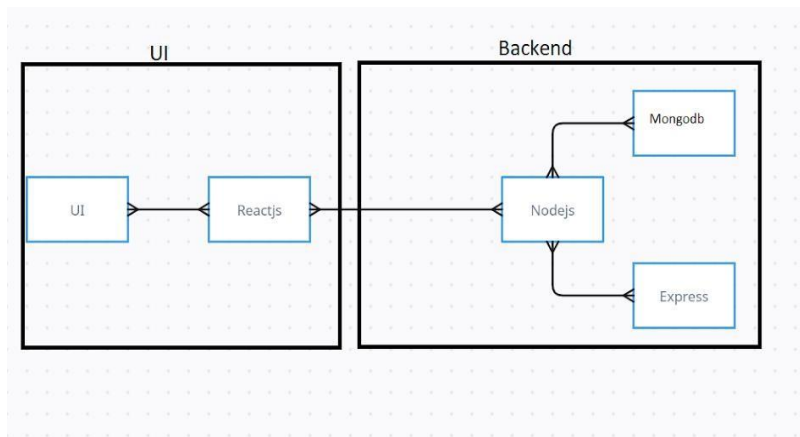 UI
Backend
UI
Reactjs
Nodejs
Mongodb
Express